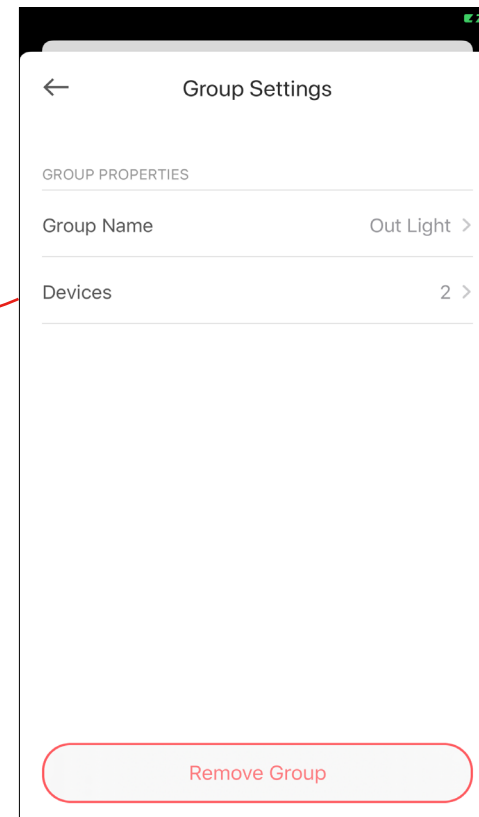 Group Settings
GROUP PROPERTIES
Group Name Out Light >
Devices 2 >
Remove Group